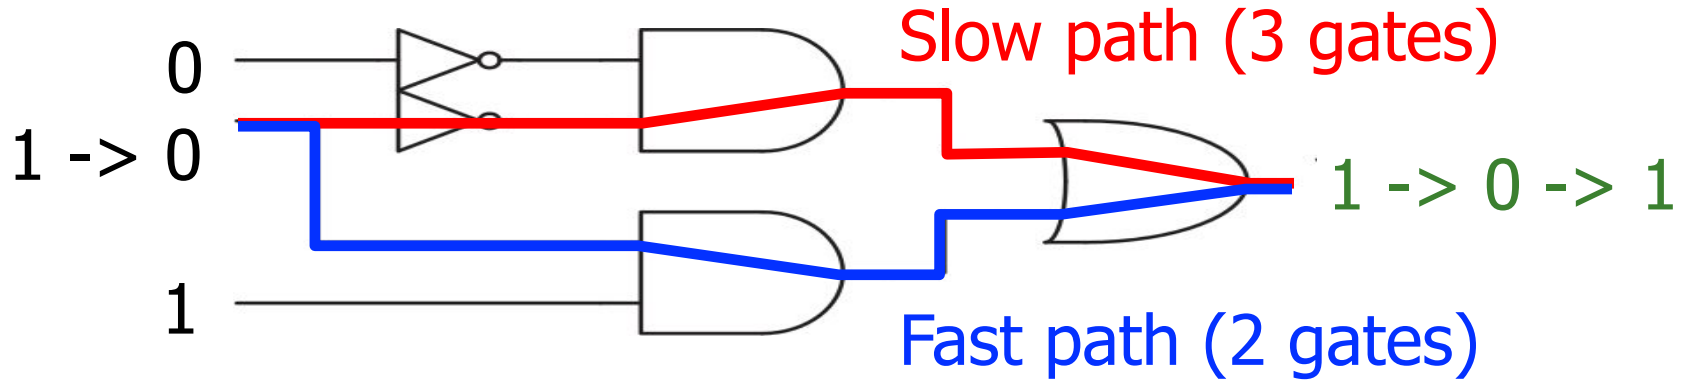 Slow path (3 gates)
0
1 -> 0
1 -> 0 -> 1
1
Fast path (2 gates)